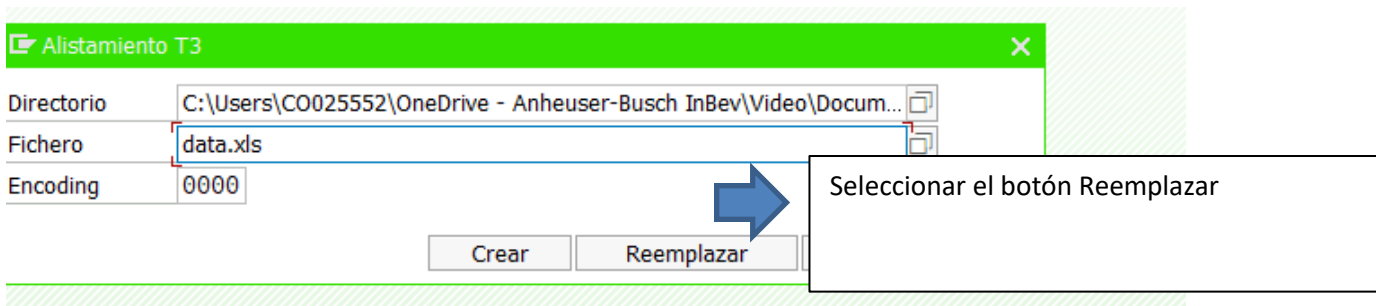 Alistamiento T3
Directorio C:\Users\CO025552\OneDrive - Anheuser-Busch InBev\Video\Docum...
Fichero data.xls
Encoding 0000
Seleccionar el botón Reemplazar
Crear Reemplazar